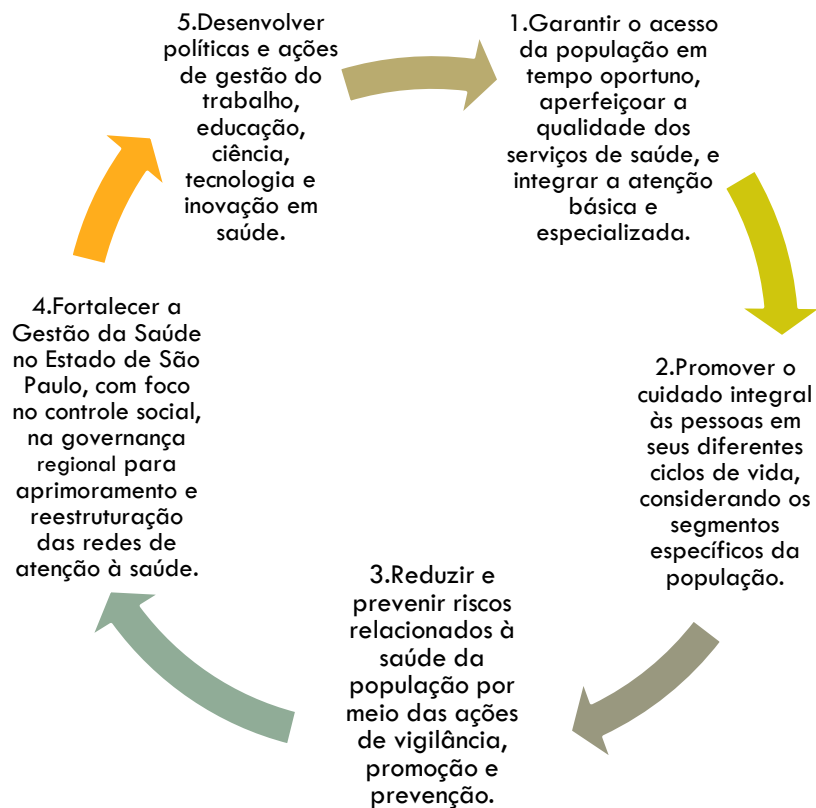 1.Garantir o acesso
da população em
tempo oportuno,
aperfeiçoar a
qualidade dos
serviços de saúde, e
integrar a atenção
básica e
especializada.
2.Promover o
cuidado integral
às pessoas em
seus diferentes
ciclos de vida,
considerando os
segmentos
específicos da
população.
3.Reduzir e
prevenir riscos
relacionados à
saúde da
população por
meio das ações
de vigilância,
promoção e
prevenção.
4.Fortalecer a
Gestão da Saúde
no Estado de São
Paulo, com foco
no controle social,
na governança
regional para
aprimoramento e
reestruturação
das redes de
atenção à saúde.
5.Desenvolver
políticas e ações
de gestão do
trabalho,
educação,
ciência,
tecnologia e
inovação em
saúde.